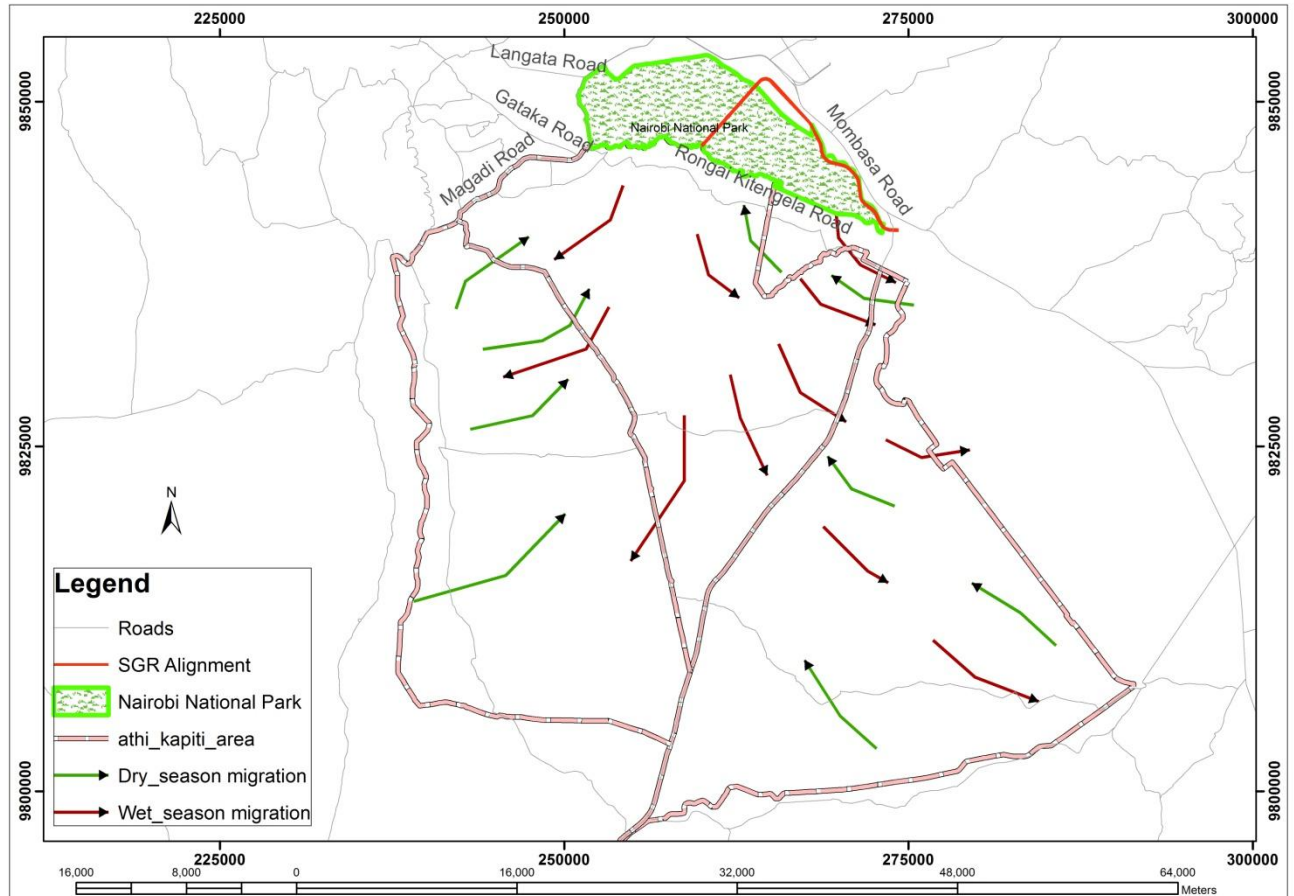 225000 250000 275000 300000
Langata Road
9850000
9850000
Gataka Road
Nairobi National Park
Mombasa Road
Magadi Road
Rongai Kitengela Road
9825000
9825000
N
Legend
Roads
SGR Alignment
Nairobi National Park
athi_kapiti_area
Dry_season migration
Wet_season migration
9800000
9800000
225000 250000 275000 300000
16,000 8,000 0 16,000 32,000 48,000 64,000
Meters